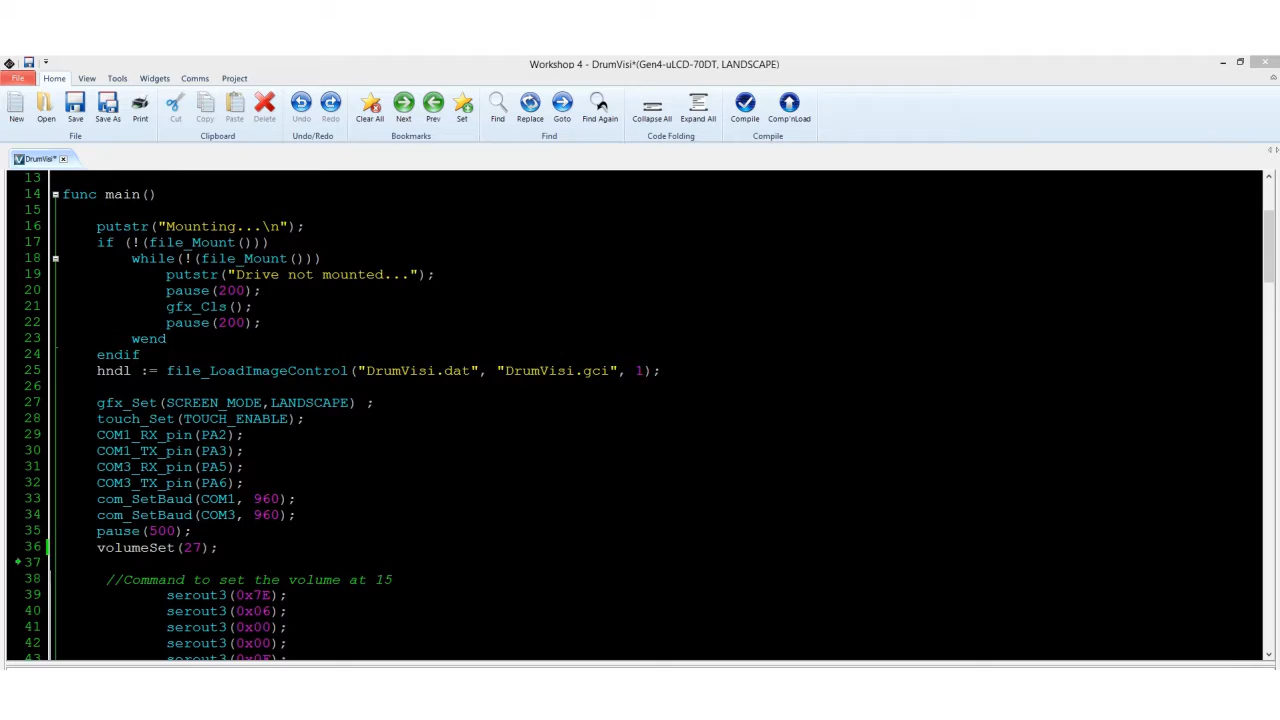 Workshop 4 - DrumVisi*(Gen4-uLCD-70DT, LANDSCAPE)
File Home View Tools Widgets Comms Project
New Open Save Save As Print Cut Copy Paste Delete Undo Redo Clear All Next Prev Set Find Replace Goto Find Again Collapse All Expand All Compile Comp'nLoad
File Clipboard Undo/Redo Bookmarks Find Code Folding Compile
DrumVisi*
13
14 func main()
15
16 putstr("Mounting...\n");
17 if (!(file_Mount()))
18 while(!(file_Mount()))
19 putstr("Drive not mounted...");
20 pause(200);
21 gfx_Cls();
22 pause(200);
23 wend
24 endif
25 hndl := file_LoadImageControl("DrumVisi.dat", "DrumVisi.gci", 1);
26
27 gfx_Set(SCREEN_MODE,LANDSCAPE) ;
28 touch_Set(TOUCH_ENABLE);
29 COM1_RX_pin(PA2);
30 COM1_TX_pin(PA3);
31 COM3_RX_pin(PA5);
32 COM3_TX_pin(PA6);
33 com_SetBaud(COM1, 960);
34 com_SetBaud(COM3, 960);
35 pause(500);
36 volumeSet(27);
37
38 //Command to set the volume at 15
39 serout3(0x7E);
40 serout3(0x06);
41 serout3(0x00);
42 serout3(0x00);
43 serout3(0x0F);